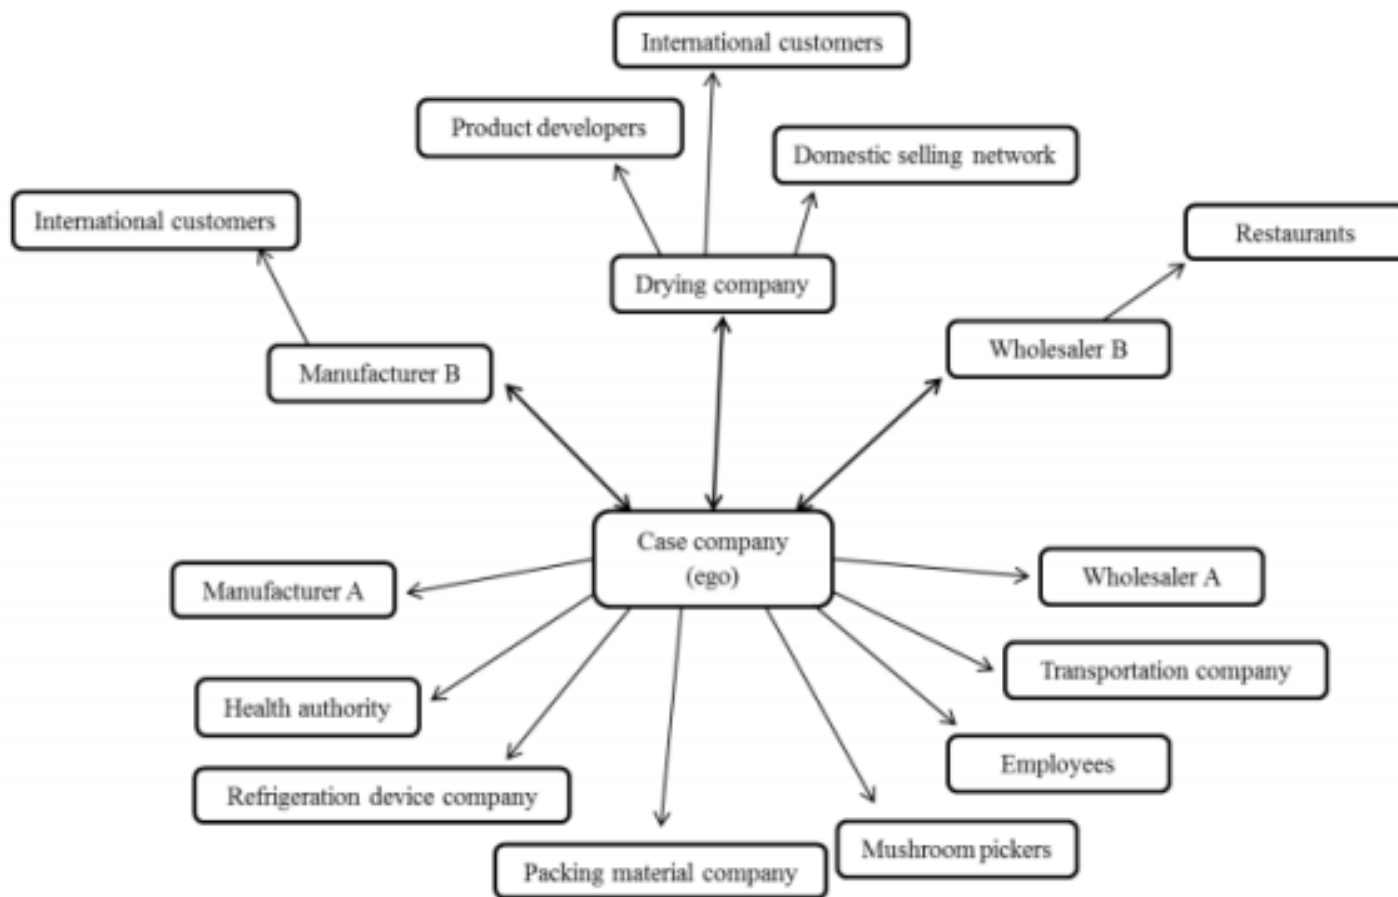 International customers
Product developers
Domestic selling network
International customers
Restaurants
Drying company
Wholesaler B
Manufacturer B
Case company
(ego)
Manufacturer A
Wholesaler A
Transportation company
Health authority
Employees
Refrigeration device company
Mushroom pickers
Packing material company